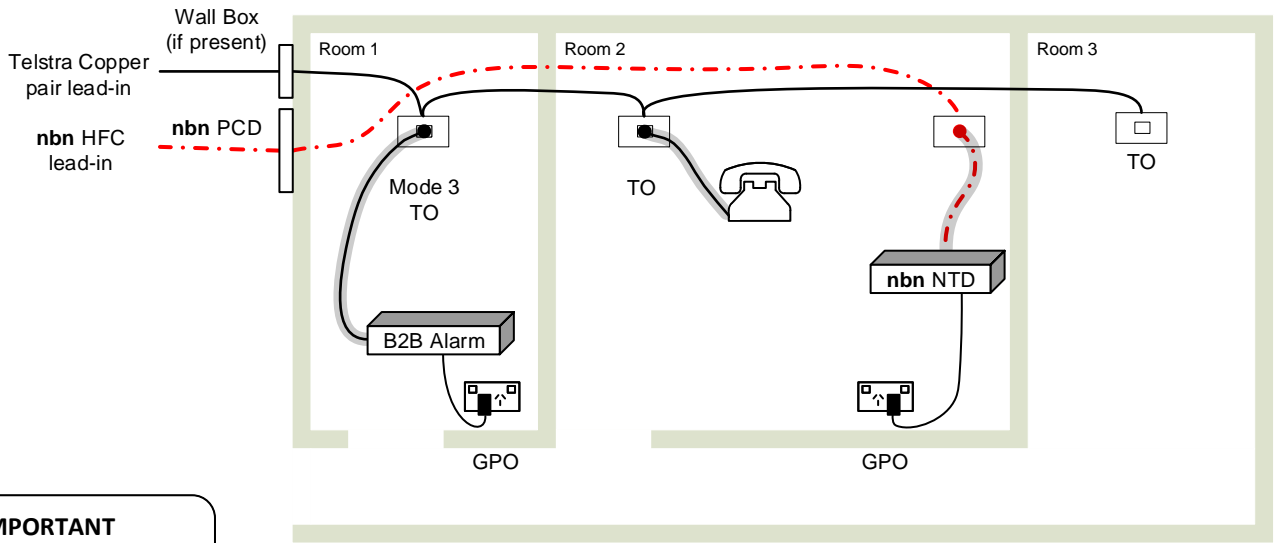 Wall Box
(if present)
Telstra Copper
pair lead-in
nbn HFC
lead-in
nbn PCD
Room 1
Room 2
Room 3
Mode 3
TO
TO
TO
nbn NTD
B2B Alarm
GPO
GPO